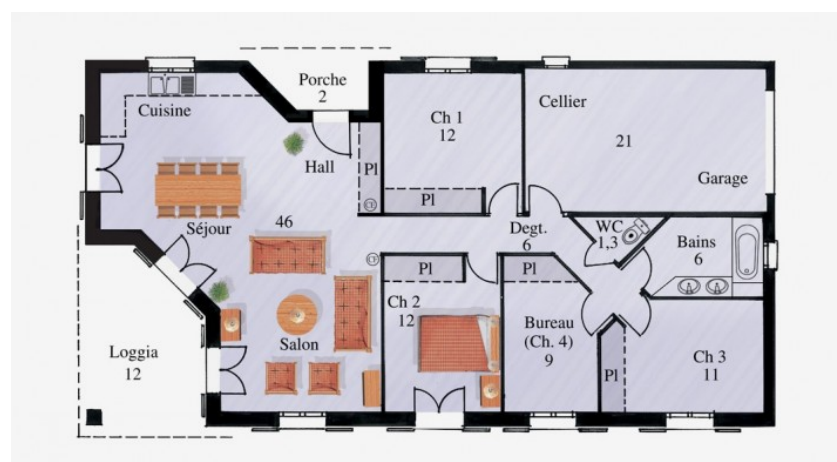 Porche
2
Cuisine
Ch 1
12
Cellier
21
Garage
Hall
Pl
Pl
Séjour
46
Degt.
6
WC
1,3
Bains
6
Pl
Pl
Ch 2
12
Bureau
(Ch. 4)
9
Salon
Loggia
12
Pl
Ch 3
11